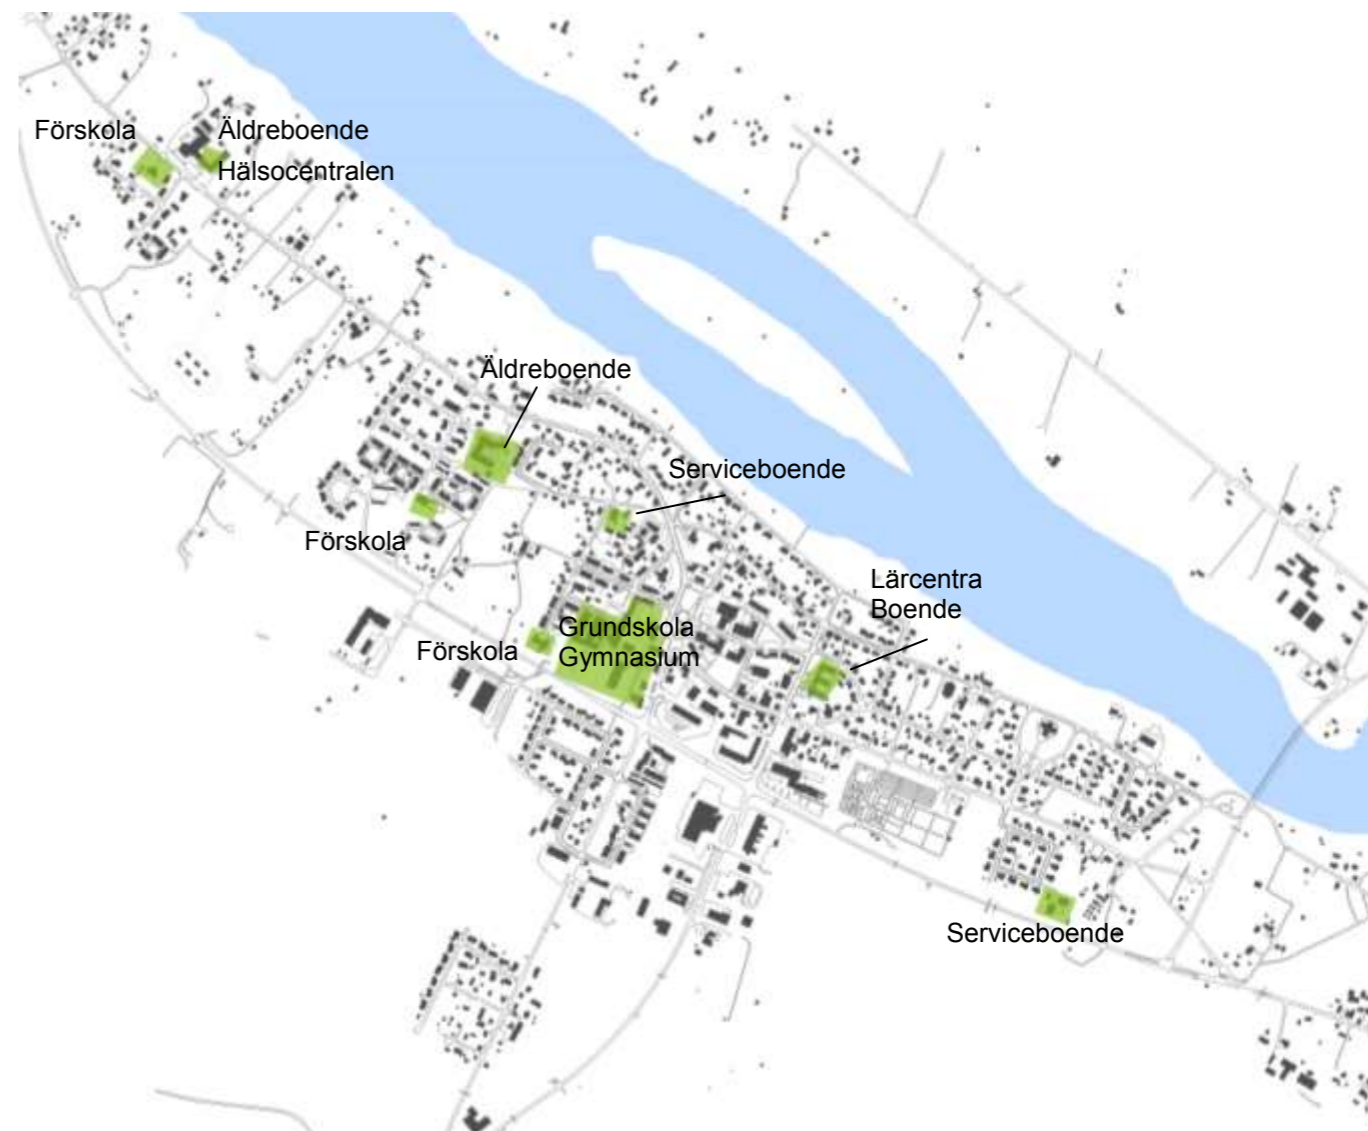 Förskola
Äldreboende
Hälsocentralen
Äldreboende
Serviceboende
Förskola
Lärcentra
Boende
Grundskola
Gymnasium
Förskola
Serviceboende